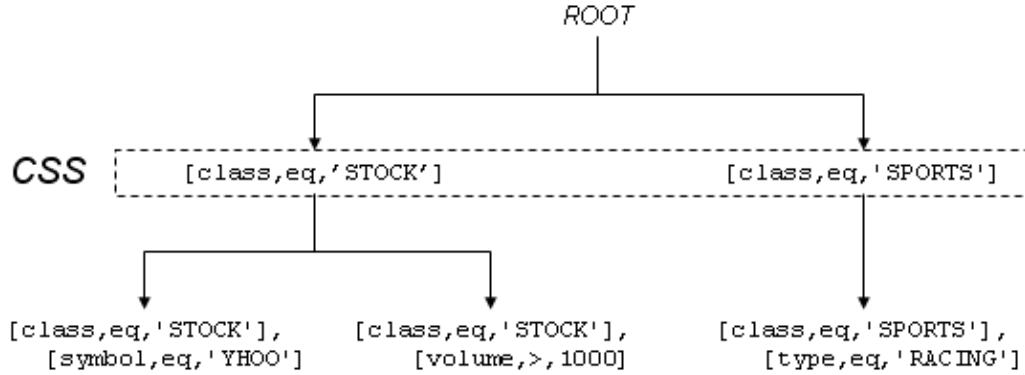 ROOT
CSS
[class,eq,’STOCK’]
[class,eq,'SPORTS']
[class,eq,'STOCK'],
[symbol,eq,'YHOO']
[class,eq,'STOCK'],
[volume,>,1000]
[class,eq,'SPORTS'],
[type,eq,'RACING']